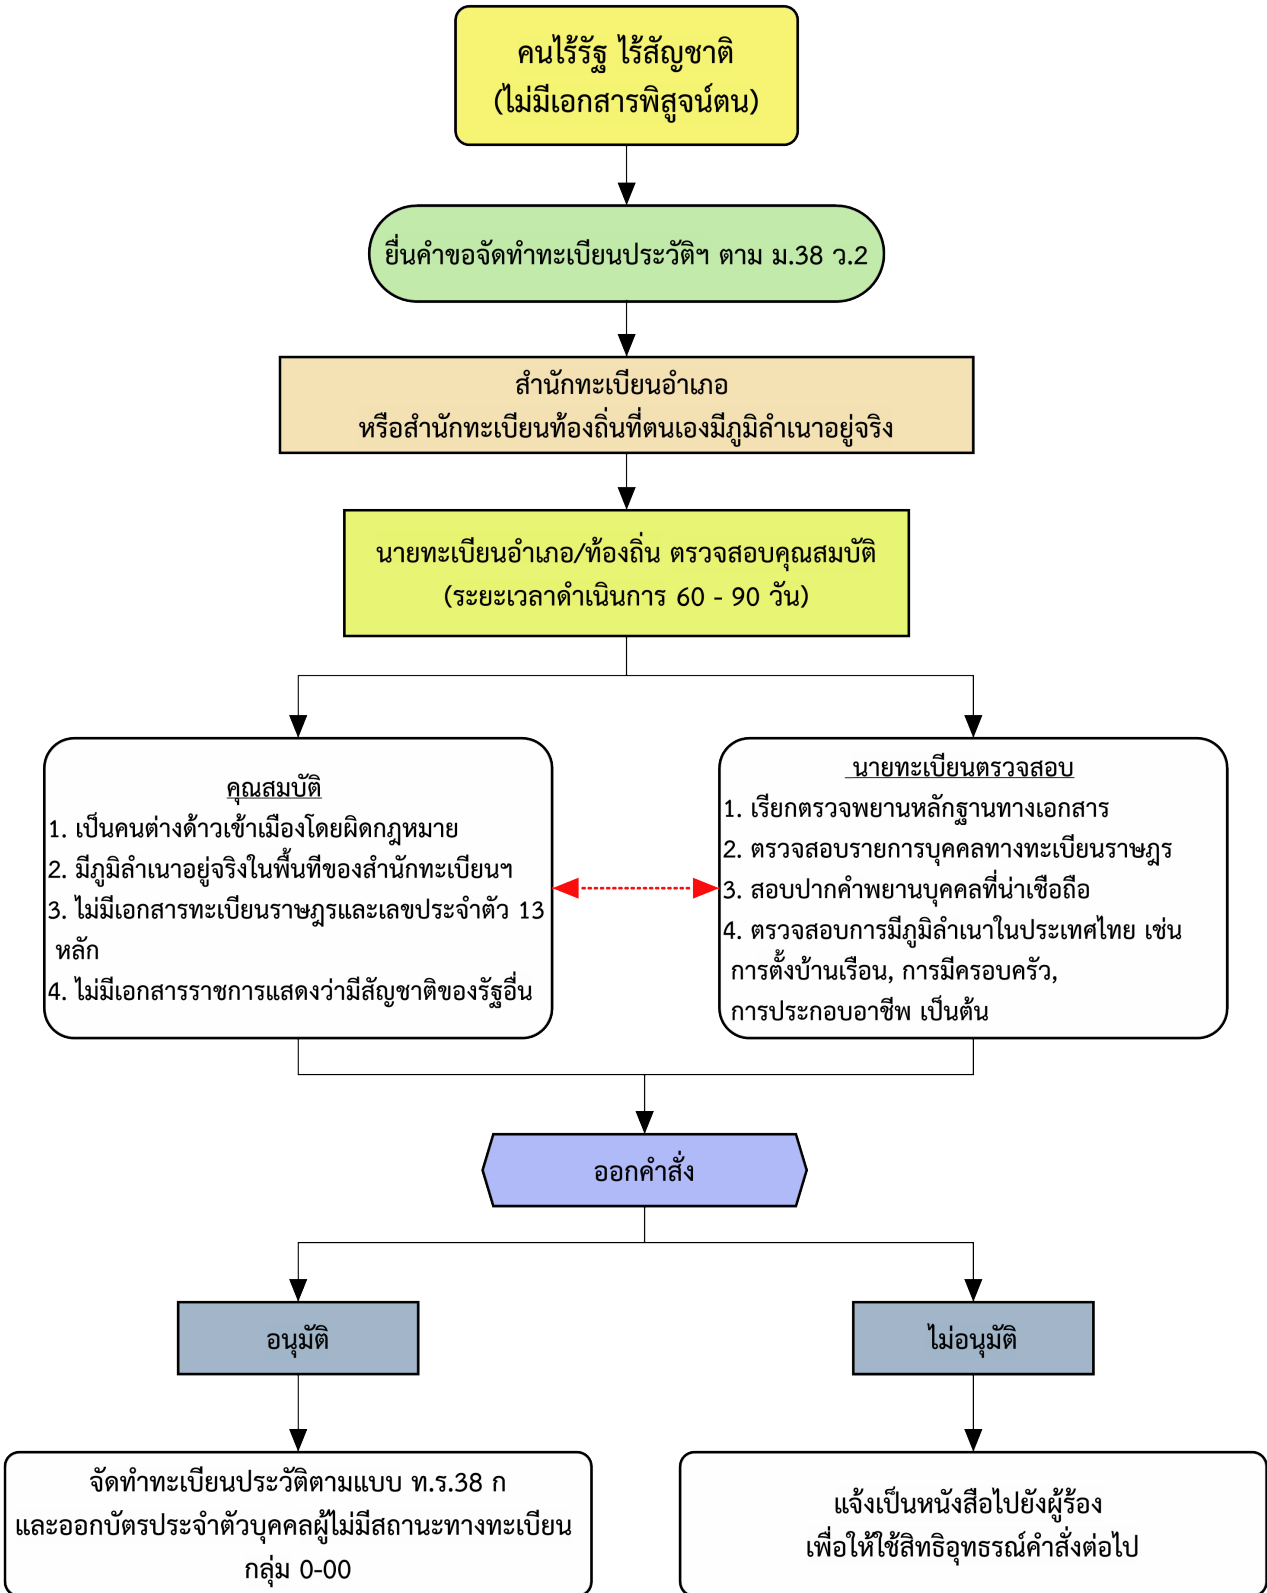 คนไร้รัฐ ไร้สัญชาติ
(ไม่มีเอกสารพิสูจน์ตน)
ยื่นคำขอจัดทำทะเบียนประวัติฯ ตาม ม.38 ว.2
สำนักทะเบียนอำเภอ
หรือสำนักทะเบียนท้องถิ่นที่ตนเองมีภูมิลำเนาอยู่จริง
นายทะเบียนอำเภอ/ท้องถิ่น ตรวจสอบคุณสมบัติ
(ระยะเวลาดำเนินการ 60 - 90 วัน)
คุณสมบัติ
1. เป็นคนต่างด้าวเข้าเมืองโดยผิดกฎหมาย
2. มีภูมิลำเนาอยู่จริงในพื้นที่ของสำนักทะเบียนฯ
3. ไม่มีเอกสารทะเบียนราษฎรและเลขประจำตัว 13
หลัก
4. ไม่มีเอกสารราชการแสดงว่ามีสัญชาติของรัฐอื่น
นายทะเบียนตรวจสอบ
1. เรียกตรวจพยานหลักฐานทางเอกสาร
2. ตรวจสอบรายการบุคคลทางทะเบียนราษฎร
3. สอบปากคำพยานบุคคลที่น่าเชื่อถือ
4. ตรวจสอบการมีภูมิลำเนาในประเทศไทย เช่น
การตั้งบ้านเรือน, การมีครอบครัว,
การประกอบอาชีพ เป็นต้น
ออกคำสั่ง
อนุมัติ
ไม่อนุมัติ
จัดทำทะเบียนประวัติตามแบบ ท.ร.38 ก
และออกบัตรประจำตัวบุคคลผู้ไม่มีสถานะทางทะเบียน
กลุ่ม 0-00
แจ้งเป็นหนังสือไปยังผู้ร้อง
เพื่อให้ใช้สิทธิอุทธรณ์คำสั่งต่อไป